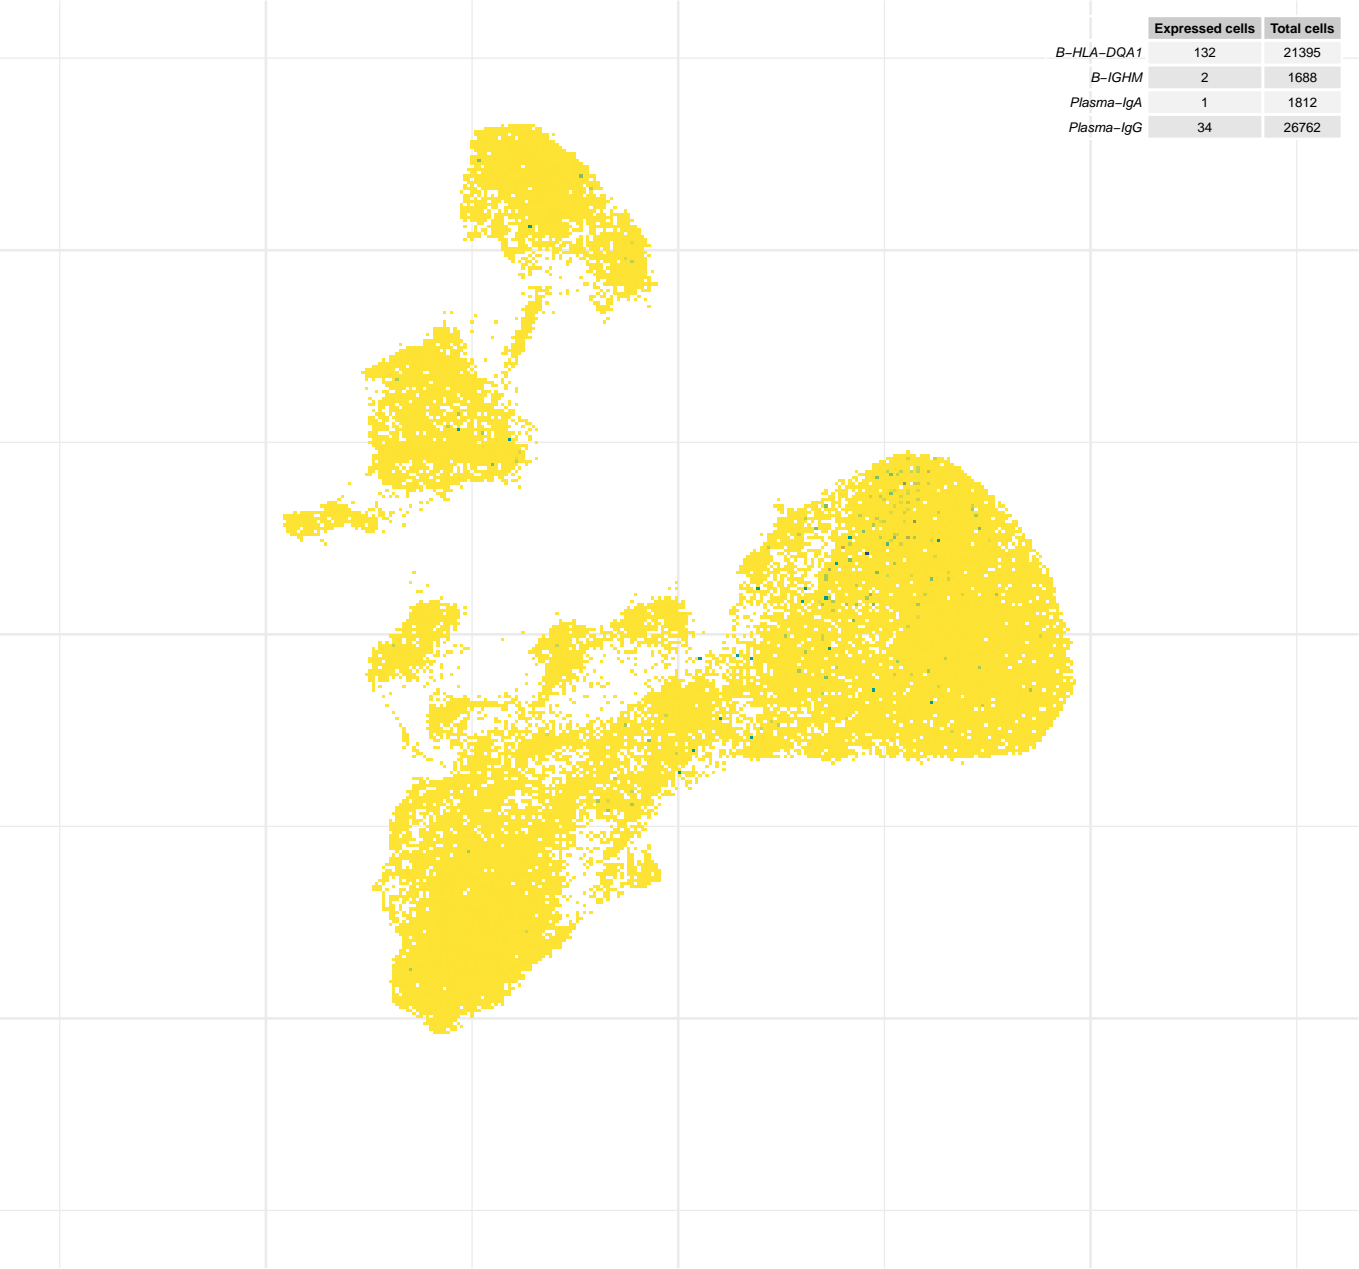 Expressed cells Total cells
B−HLA−DQA1 132 21395
B−IGHM 2 1688
Plasma−IgA 1 1812
Plasma−IgG 34 26762